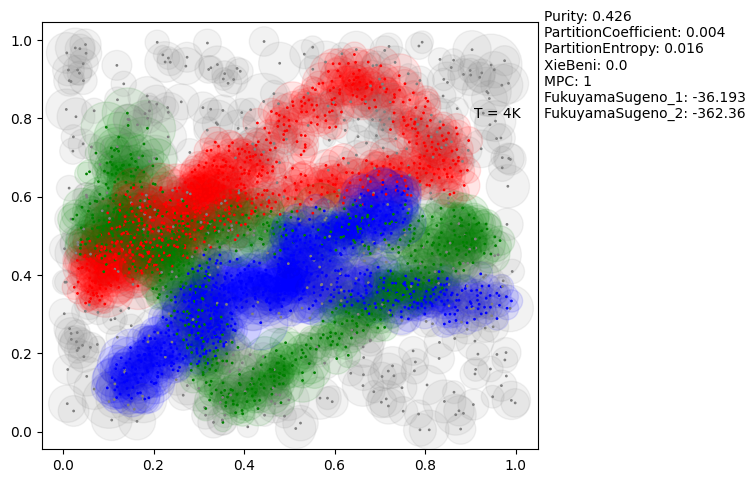 Purity: 0.426
PartitionCoefficient: 0.004
PartitionEntropy: 0.016
XieBeni: 0.0
MPC: 1
FukuyamaSugeno_1: -36.193
FukuyamaSugeno_2: -362.36
T = 4K
1.0
0.8
0.6
0.4
0.2
0.0
0.0 0.2 0.4 0.6 0.8 1.0